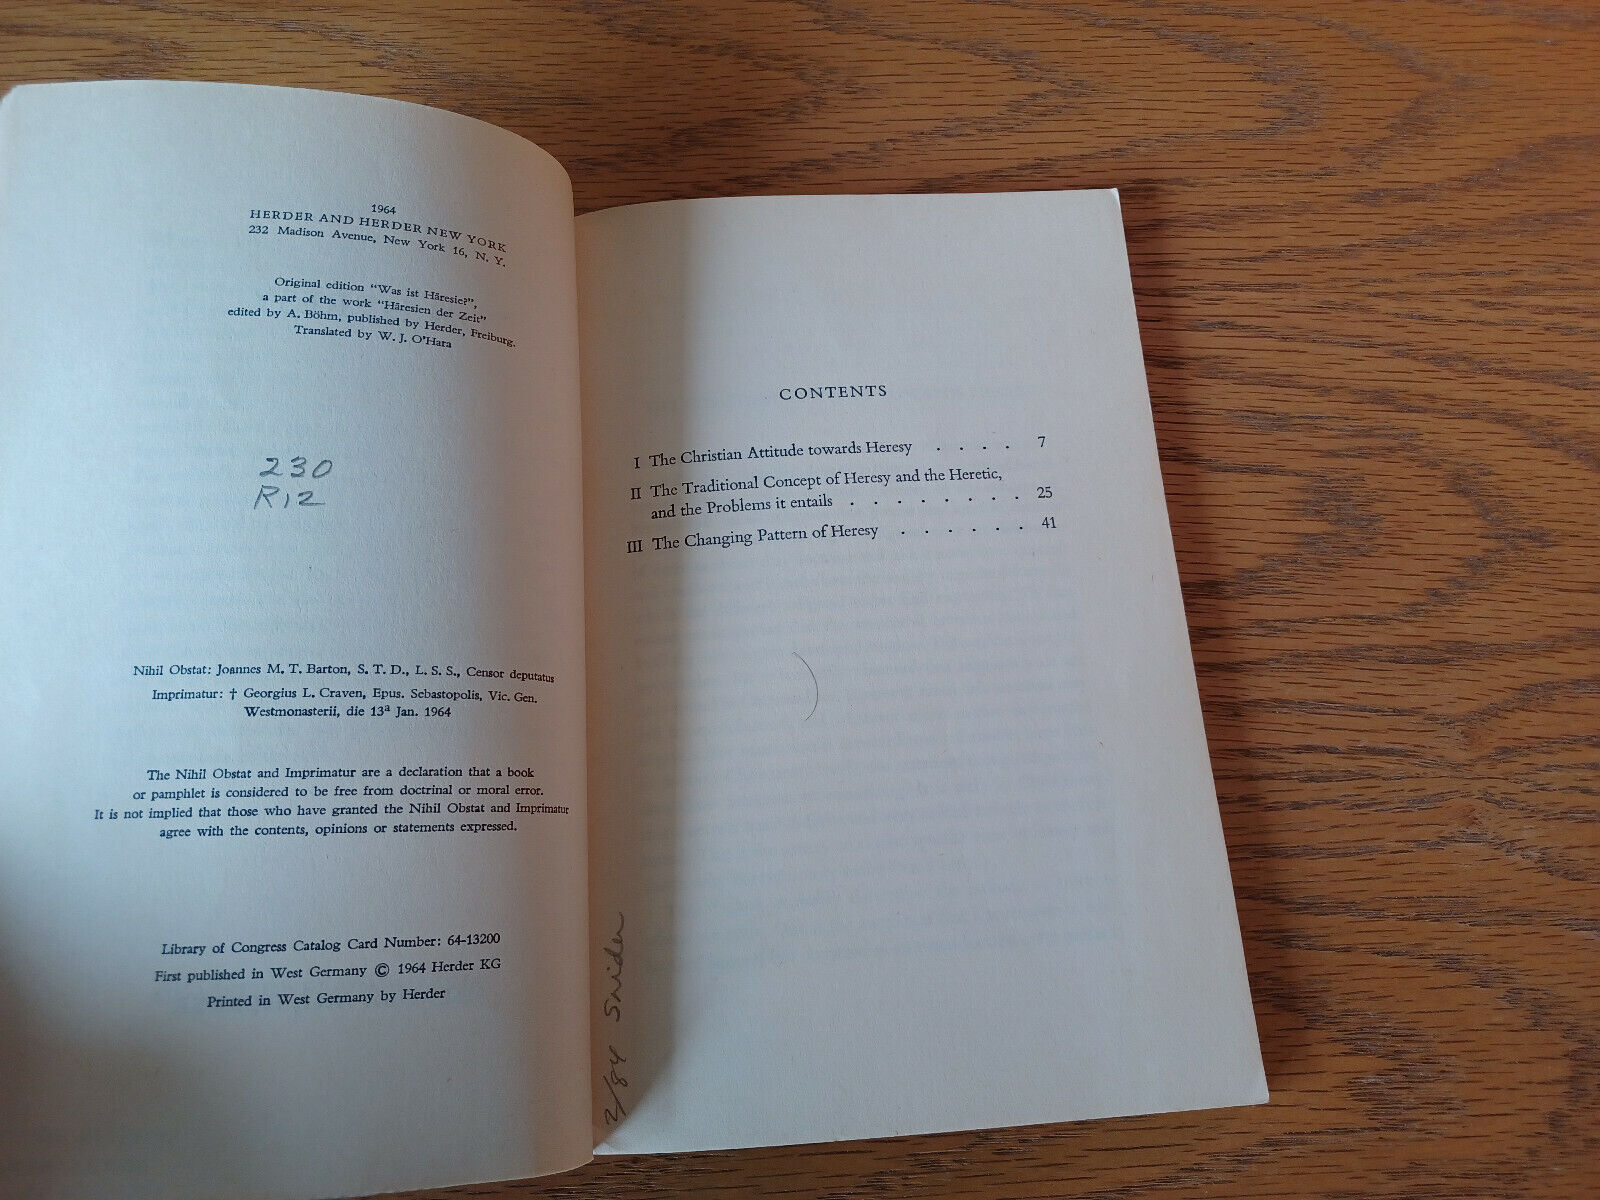 1964
HERDER AND HERDER NEW YORK
232 Madison Avenue, New York 16, N. Y.
Original edition "Was ist Häresie?",
a part of the work "Häresien der Zeit"
edited by A. Böhm, published by Herder, Freiburg.
Translated by W. J. O'Hara
230
R12
Nihil Obstat: Joannes M. T. Barton, S. T. D., L. S. S., Censor deputatus
Imprimatur: † Georgius L. Craven, Epus. Sebastopolis, Vic. Gen.
Westmonasterii, die 13ª Jan. 1964
The Nihil Obstat and Imprimatur are a declaration that a book
or pamphlet is considered to be free from doctrinal or moral error.
It is not implied that those who have granted the Nihil Obstat and Imprimatur
agree with the contents, opinions or statements expressed.
Library of Congress Catalog Card Number: 64-13200
First published in West Germany © 1964 Herder KG
Printed in West Germany by Herder
CONTENTS
I The Christian Attitude towards Heresy . . . . 7
II The Traditional Concept of Heresy and the Heretic,
and the Problems it entails . . . . . . . . 25
III The Changing Pattern of Heresy . . . . . . 41
2/84 Snider